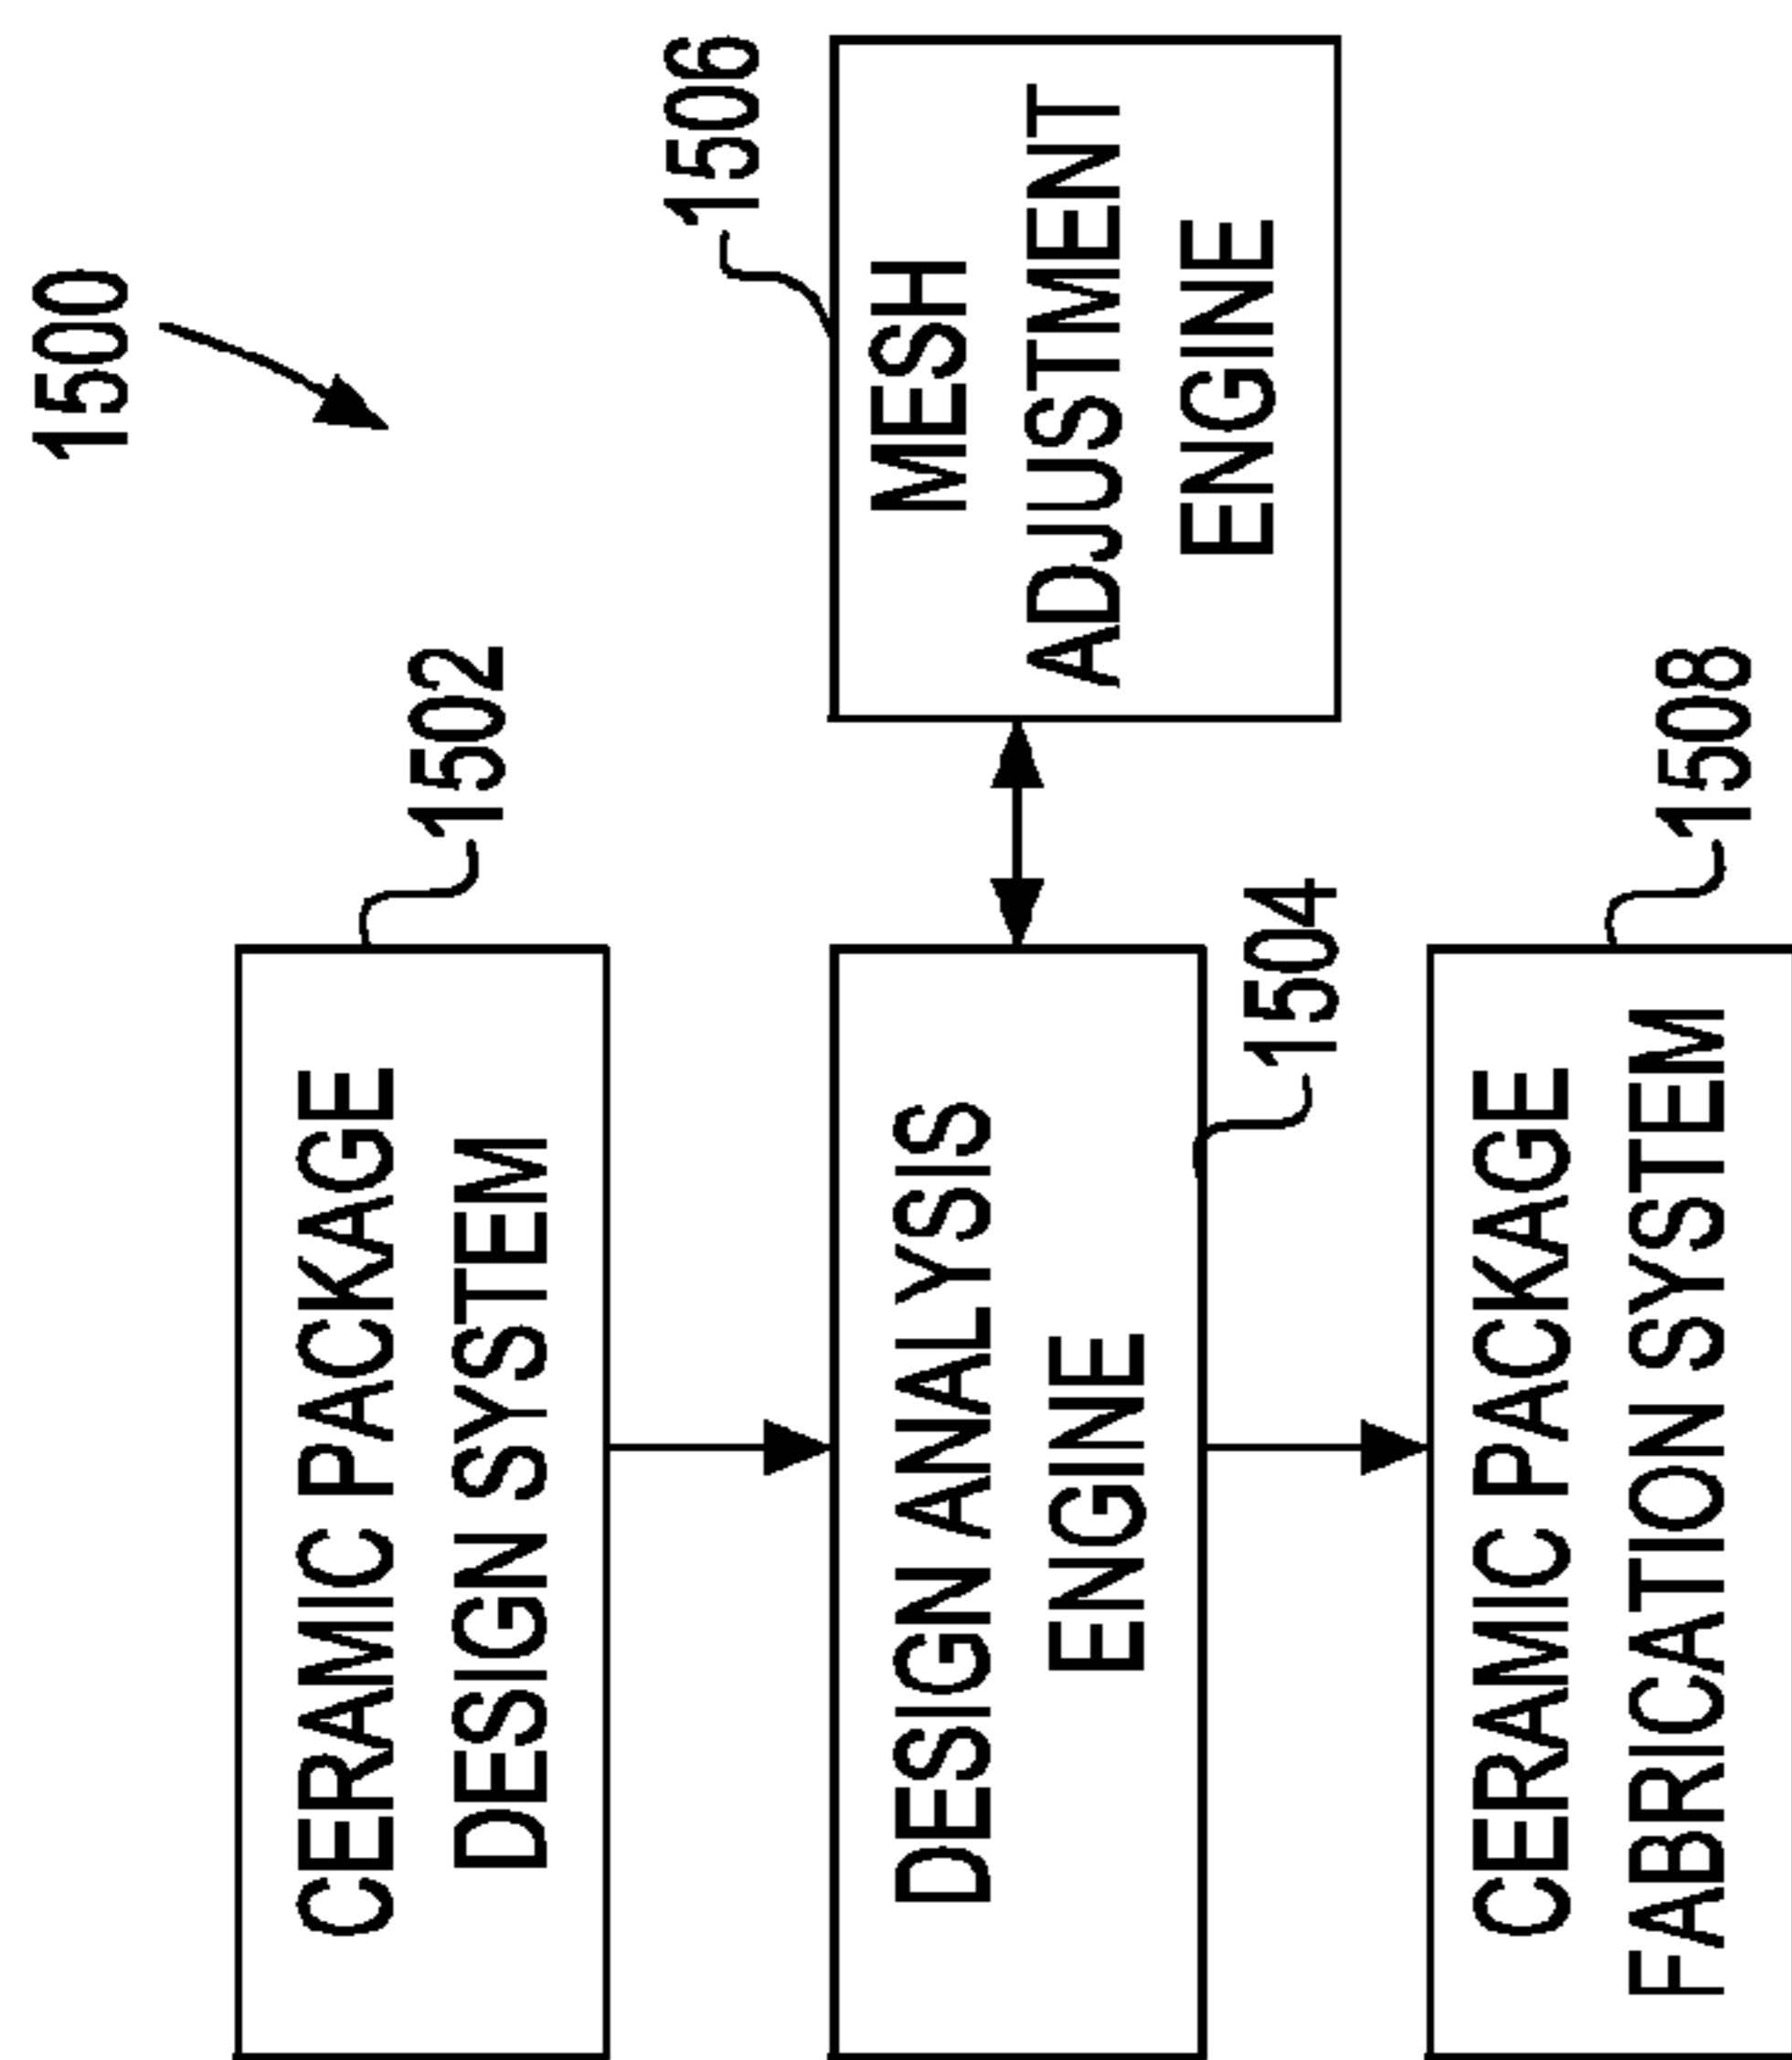 1500
1502
CERAMIC PACKAGE
DESIGN SYSTEM
1506
MESH
ADJUSTMENT
ENGINE
DESIGN ANALYSIS
ENGINE
1504
1508
CERAMIC PACKAGE
FABRICATION SYSTEM